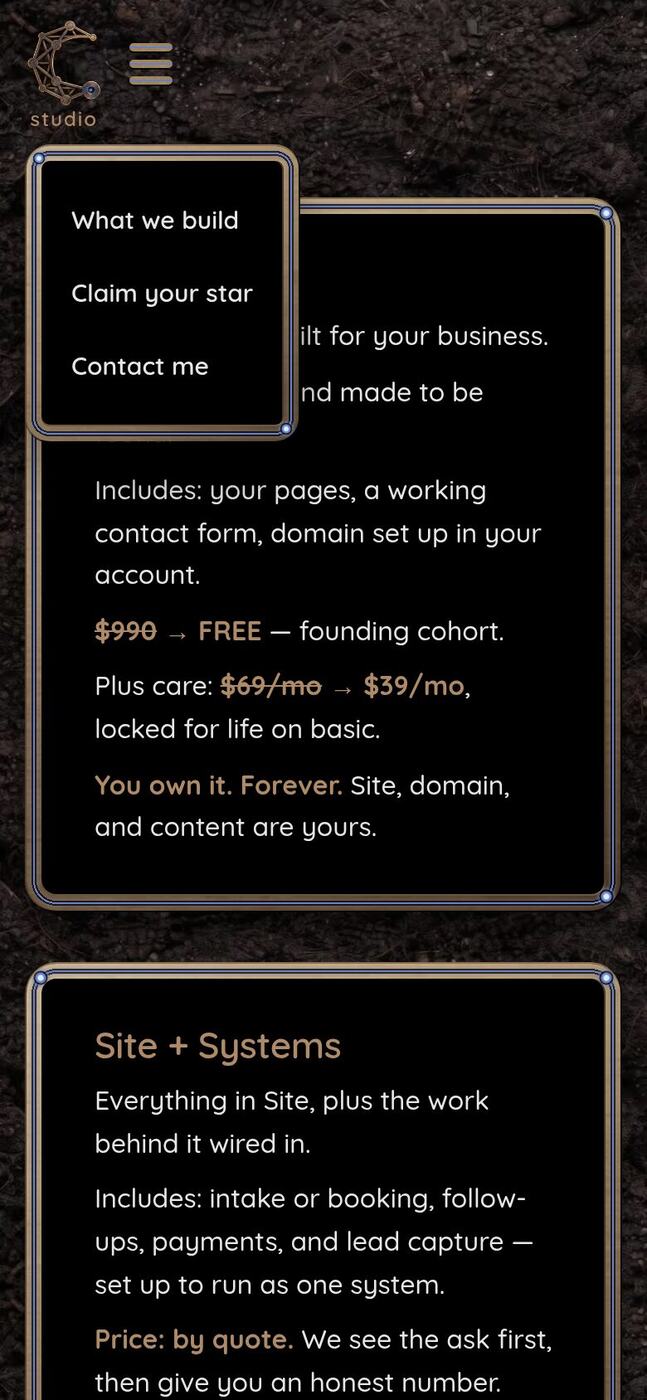 studio
What we build
Claim your star
Contact me
ilt for your business.
nd made to be
Includes: your pages, a working
contact form, domain set up in your
account.
$990 → FREE — founding cohort.
Plus care: $69/mo → $39/mo,
locked for life on basic.
You own it. Forever. Site, domain,
and content are yours.
Site + Systems
Everything in Site, plus the work
behind it wired in.
Includes: intake or booking, follow-
ups, payments, and lead capture —
set up to run as one system.
Price: by quote. We see the ask first,
then give you an honest number.